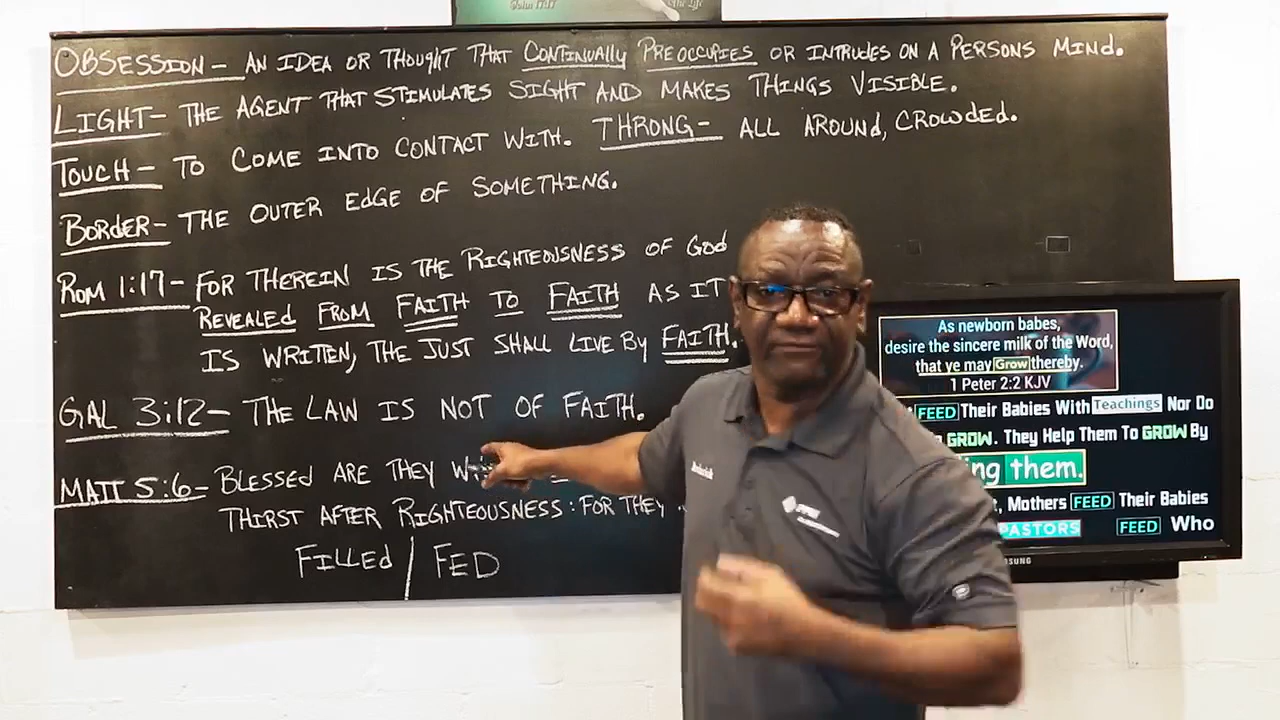 John 17:17
The Life
OBSESSION - AN IDEA OR THOUGHT THAT CONTINUALLY PREOCCUPIES OR INTRUDES ON A PERSONS MIND.
LIGHT - THE AGENT THAT STIMULATES SIGHT AND MAKES THINGS VISIBLE.
TOUCH - TO COME INTO CONTACT WITH. THRONG - ALL AROUND, CROWDED.
BORDER - THE OUTER EDGE OF SOMETHING.
ROM 1:17 - FOR THEREIN IS THE RIGHTEOUSNESS OF GOD
REVEALED FROM FAITH TO FAITH AS IT
IS WRITTEN, THE JUST SHALL LIVE BY FAITH.
GAL 3:12 - THE LAW IS NOT OF FAITH.
MATT 5:6 - BLESSED ARE THEY
THIRST AFTER RIGHTEOUSNESS: FOR THEY
FILLED / FED
As newborn babes,
desire the sincere milk of the Word,
that ye may Grow thereby.
1 Peter 2:2 KJV
FEED Their Babies With Teachings Nor Do
GROW. They Help Them To GROW By
ing them.
, Mothers FEED Their Babies
PASTORS FEED Who